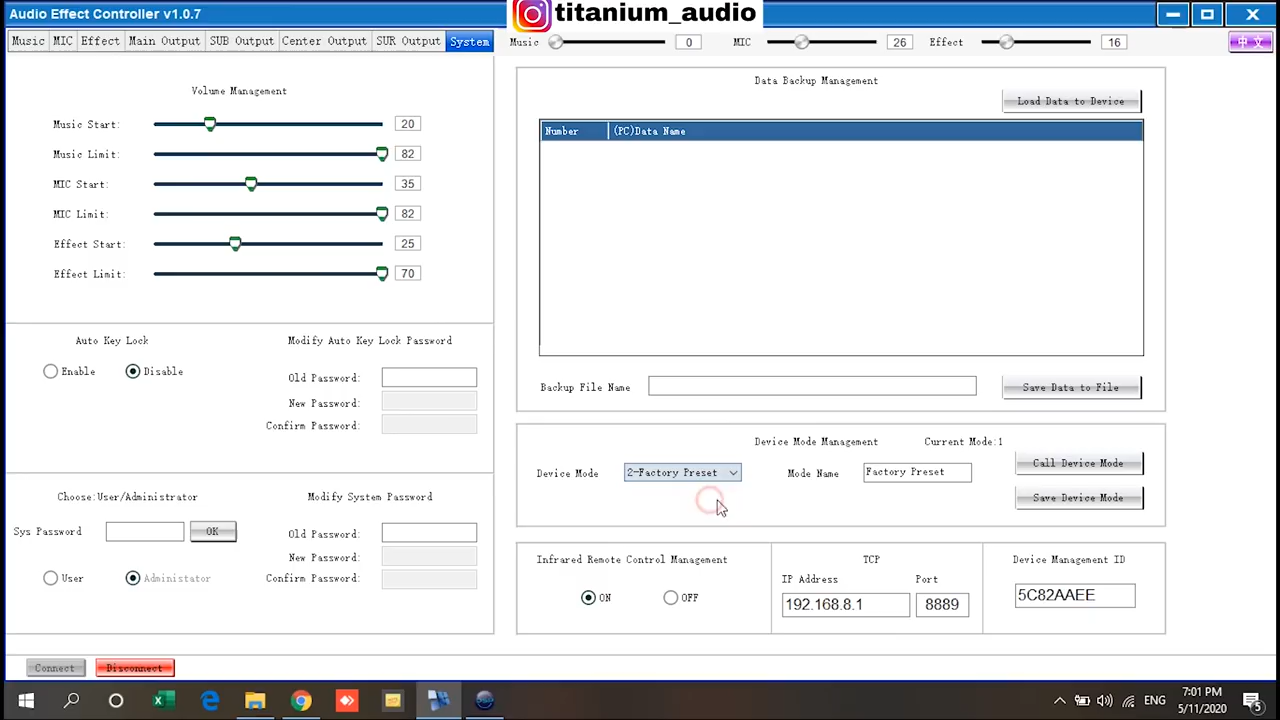 Audio Effect Controller v1.0.7
titanium_audio
Music MIC Effect Main Output SUB Output Center Output SUR Output System
Music: 0 MIC 26 Effect 16 中 文
Volume Management
Music Start: 20
Music Limit: 82
MIC Start: 35
MIC Limit: 82
Effect Start: 25
Effect Limit: 70
Data Backup Management
Load Data to Device
Number (PC)Data Name
Backup File Name Save Data to File
Auto Key Lock Modify Auto Key Lock Password
Enable Disable
Old Password:
New Password:
Confirm Password:
Device Mode Management Current Mode:1
Device Mode 2-Factory Preset Mode Name Factory Preset Call Device Mode
Save Device Mode
Choose:User/Administrator Modify System Password
Sys Password OK Old Password:
New Password:
User Administator Confirm Password:
Infrared Remote Control Management TCP Device Management ID
ON OFF
IP Address Port
192.168.8.1 8889
5C82AAEE
Connect Disconnect
ENG 7:01 PM
5/11/2020
5